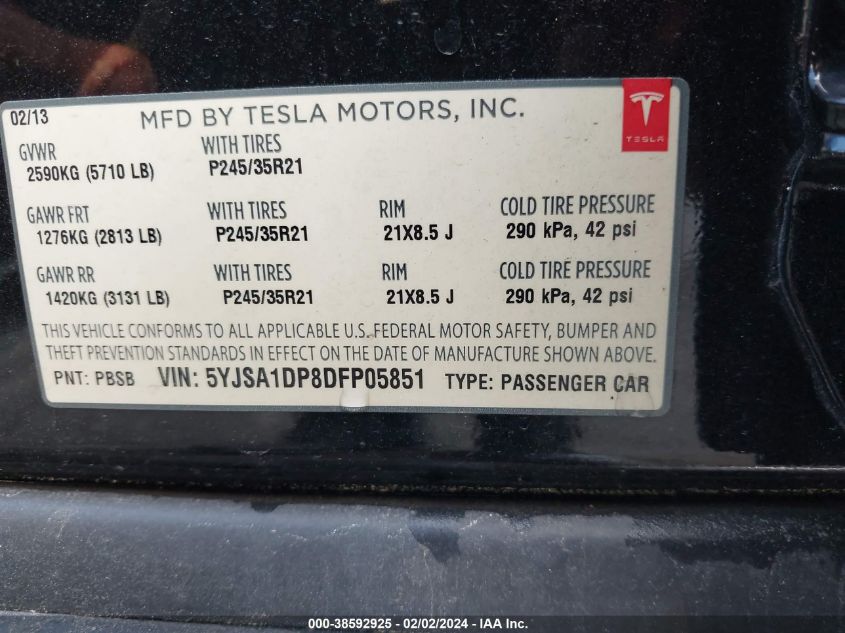 02/13 MFD BY TESLA MOTORS, INC.
TESLA
GVWR WITH TIRES
2590KG (5710 LB) P245/35R21
GAWR FRT WITH TIRES RIM COLD TIRE PRESSURE
1276KG (2813 LB) P245/35R21 21X8.5 J 290 kPa, 42 psi
GAWR RR WITH TIRES RIM COLD TIRE PRESSURE
1420KG (3131 LB) P245/35R21 21X8.5 J 290 kPa, 42 psi
THIS VEHICLE CONFORMS TO ALL APPLICABLE U.S. FEDERAL MOTOR SAFETY, BUMPER AND
THEFT PREVENTION STANDARDS IN EFFECT ON THE DATE OF MANUFACTURE SHOWN ABOVE.
PNT: PBSB VIN: 5YJSA1DP8DFP05851 TYPE: PASSENGER CAR
000-38592925 - 02/02/2024 - IAA Inc.